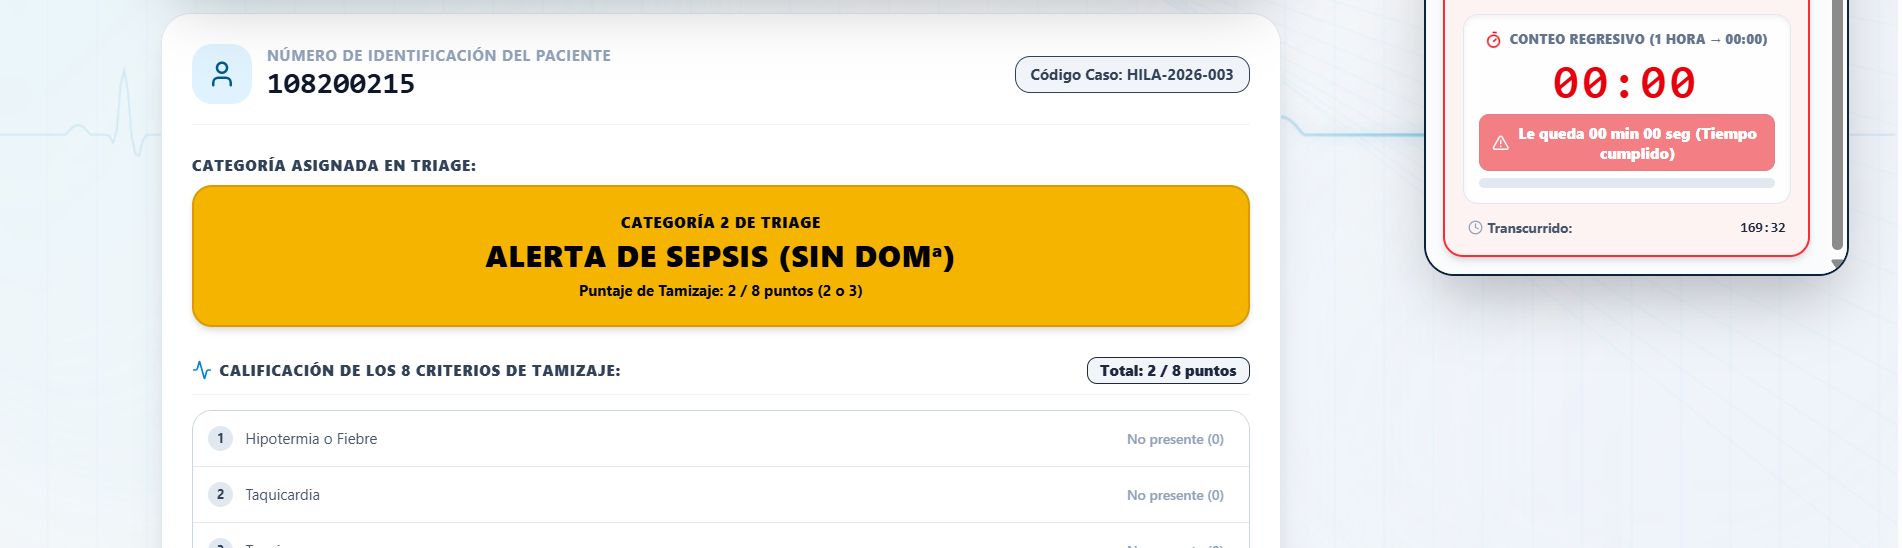 NÚMERO DE IDENTIFICACIÓN DEL PACIENTE
108200215
Código Caso: HILA-2026-003
CATEGORÍA ASIGNADA EN TRIAGE:
CATEGORÍA 2 DE TRIAGE
ALERTA DE SEPSIS (SIN DOMª)
Puntaje de Tamizaje: 2 / 8 puntos (2 o 3)
CALIFICACIÓN DE LOS 8 CRITERIOS DE TAMIZAJE:
Total: 2 / 8 puntos
1 Hipotermia o Fiebre No presente (0)
2 Taquicardia No presente (0)
CONTEO REGRESIVO (1 HORA → 00:00)
00:00
Le queda 00 min 00 seg (Tiempo
cumplido)
Transcurrido: 169:32